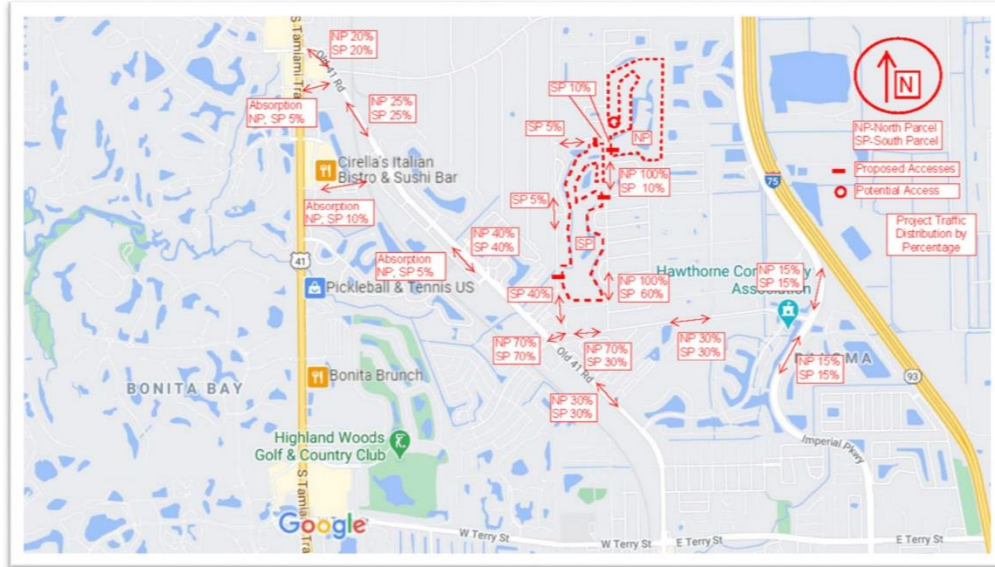 S Tamiami Tra
NP 20%
SP 20%
Old 41 Rd
Absorption
NP, SP 5%
NP 25%
SP 25%
SP 10%
N
NP-North Parcel
SP-South Parcel
Proposed Accesses
Potential Access
Project Traffic
Distribution by
Percentage
SP 5%
NP
Cirella's Italian
Bistro & Sushi Bar
NP 100%
SP 10%
75
SP 5%
Absorption
NP, SP 10%
NP 40%
SP 40%
SP
41
Absorption
NP, SP 5%
Pickleball & Tennis US
SP 40%
NP 100%
SP 60%
NP 15%
SP 15%
NP 70%
SP 70%
NP 70%
SP 30%
NP 30%
SP 30%
Old 41 Rd
NP 15%
SP 15%
93
BONITA BAY
Bonita Brunch
NP 30%
SP 30%
Highland Woods
Golf & Country Club
Imperial Pkwy
S Tamia
Google
W Terry St
E Terry St
E Terry St